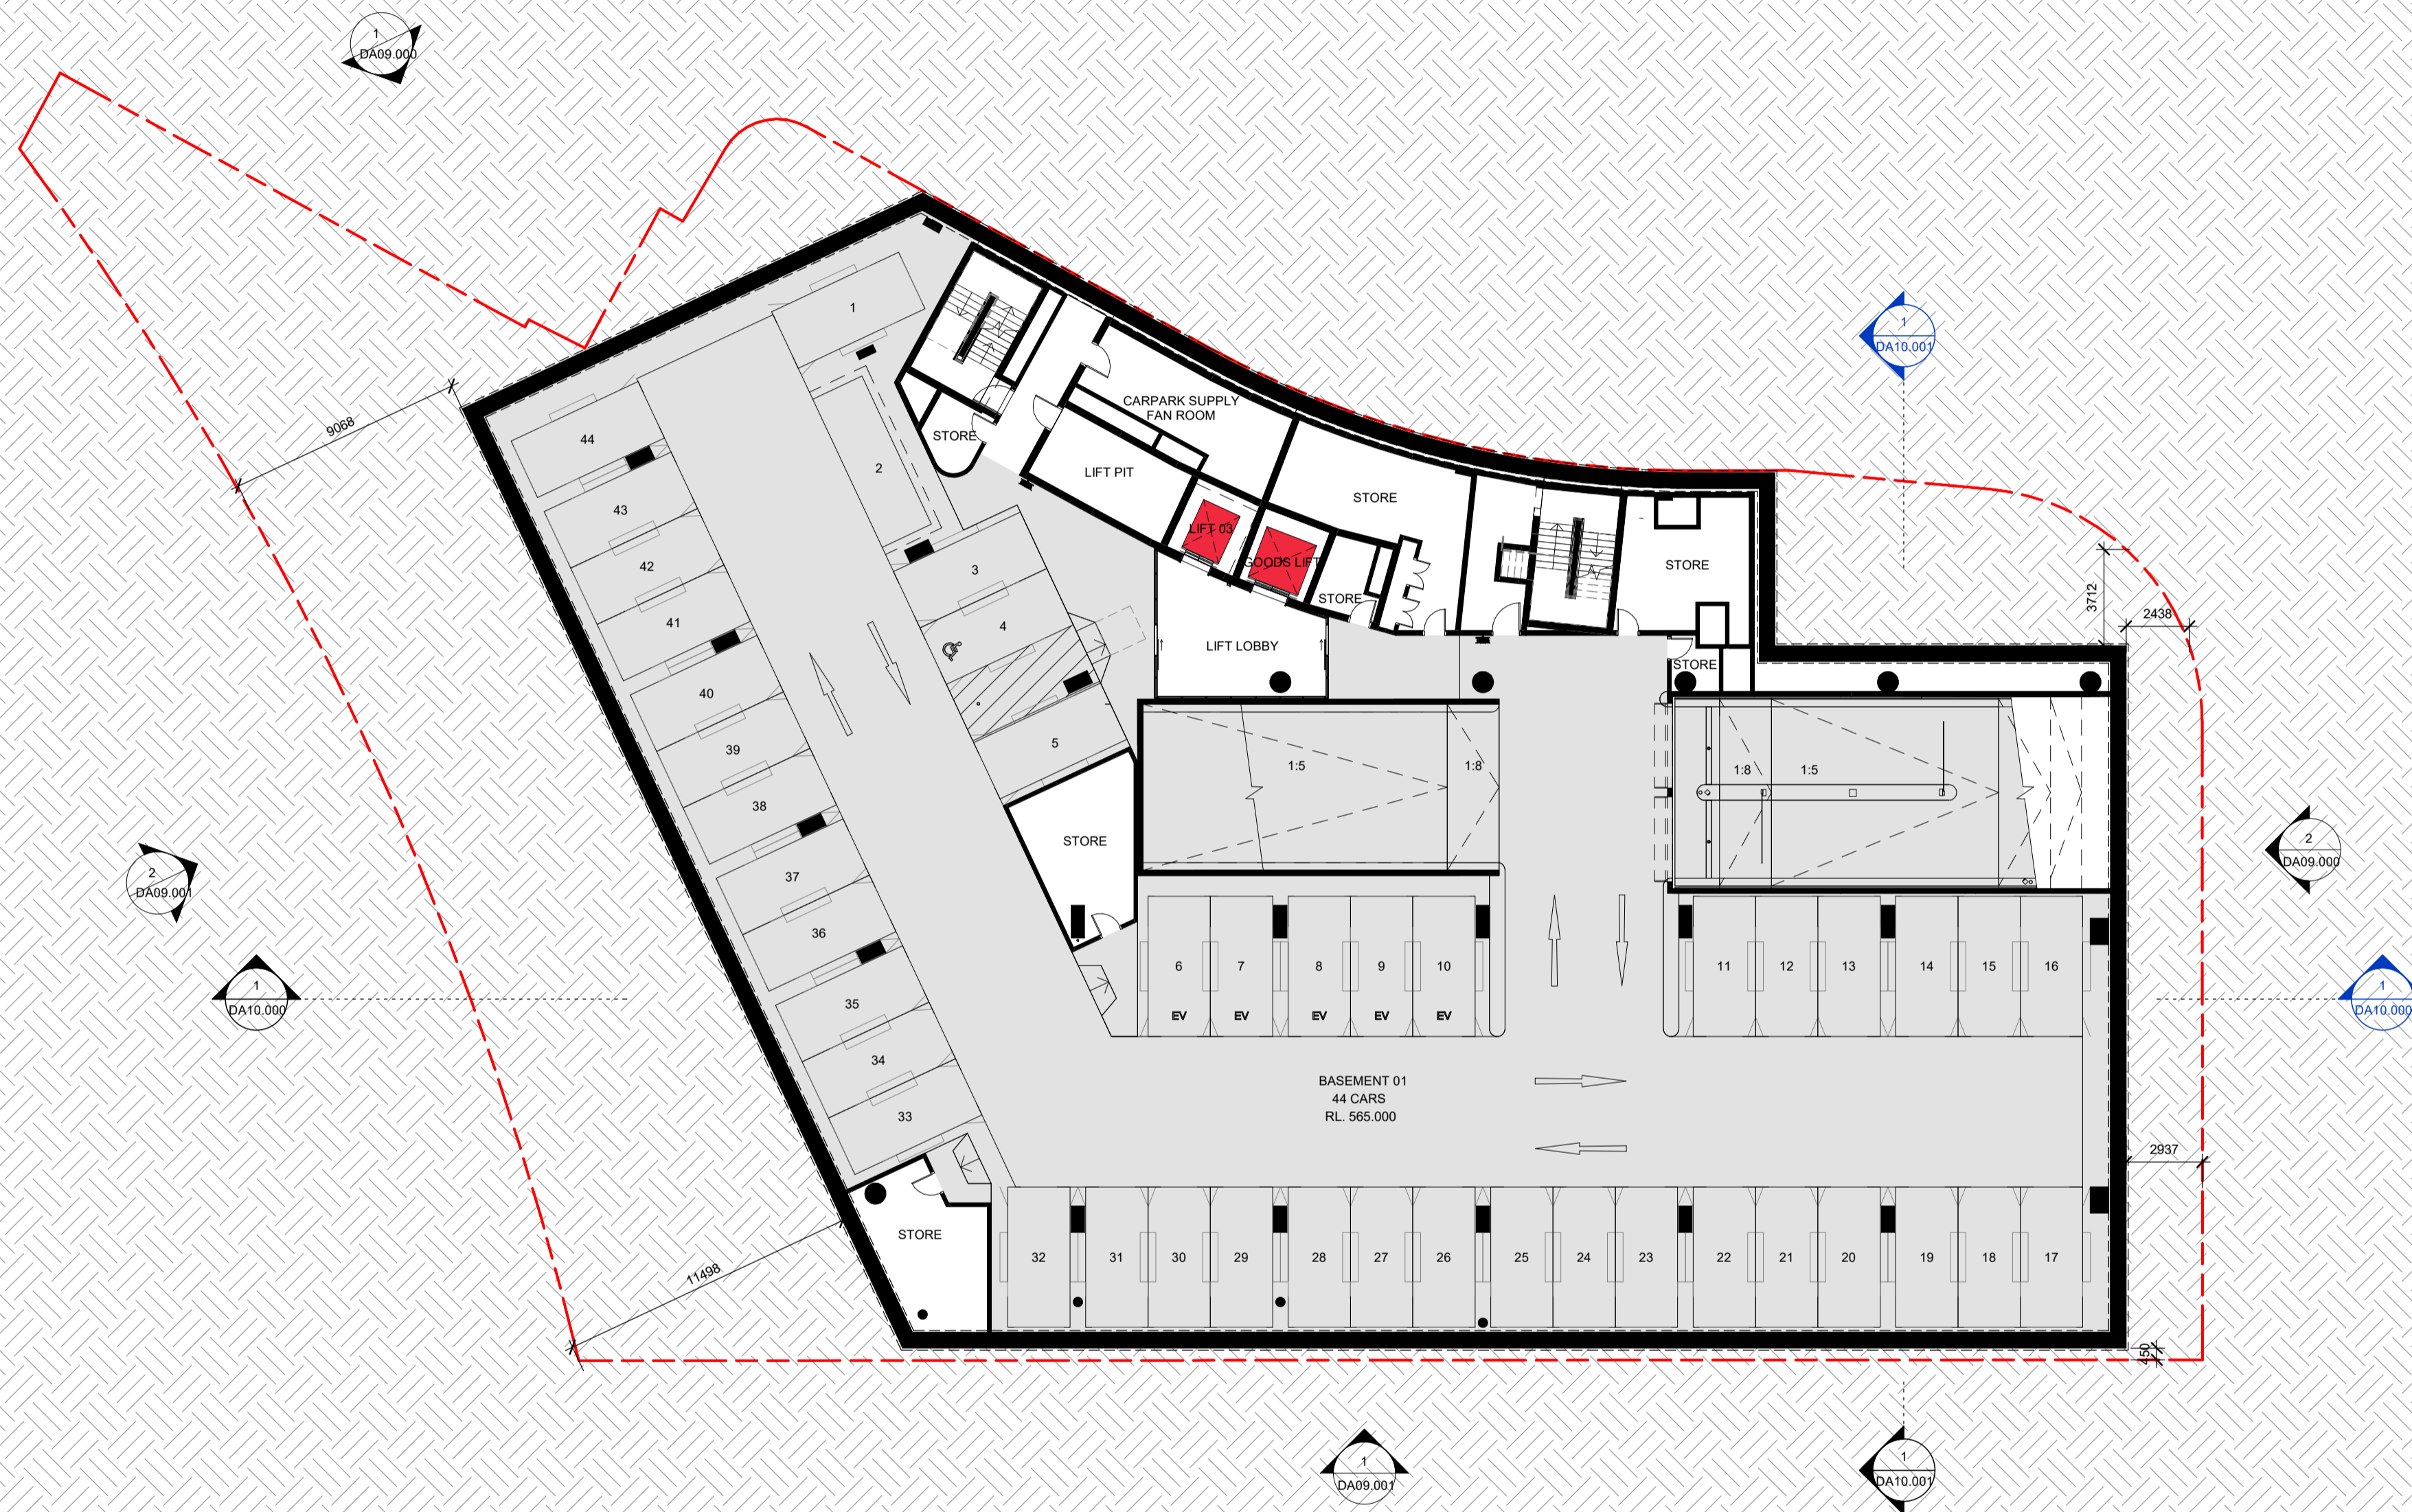 1
DA09.000
1
DA10.001
9068
1
44
CARPARK SUPPLY
FAN ROOM
STORE
2
LIFT PIT
STORE
43
LIFT 03
GOODS LIFT
STORE
42
3
STORE
3712
2438
41
4
LIFT LOBBY
STORE
40
39
5
1:5
1:8
1:8
1:5
38
STORE
2
DA09.000
2
DA09.001
37
36
6
7
8
9
10
11
12
13
14
15
16
1
DA10.000
1
DA10.000
35
EV
EV
EV
EV
EV
34
33
BASEMENT 01
44 CARS
RL. 565.000
2937
STORE
32
31
30
29
28
27
26
25
24
23
22
21
20
19
18
17
11498
450
1
DA09.001
1
DA10.001